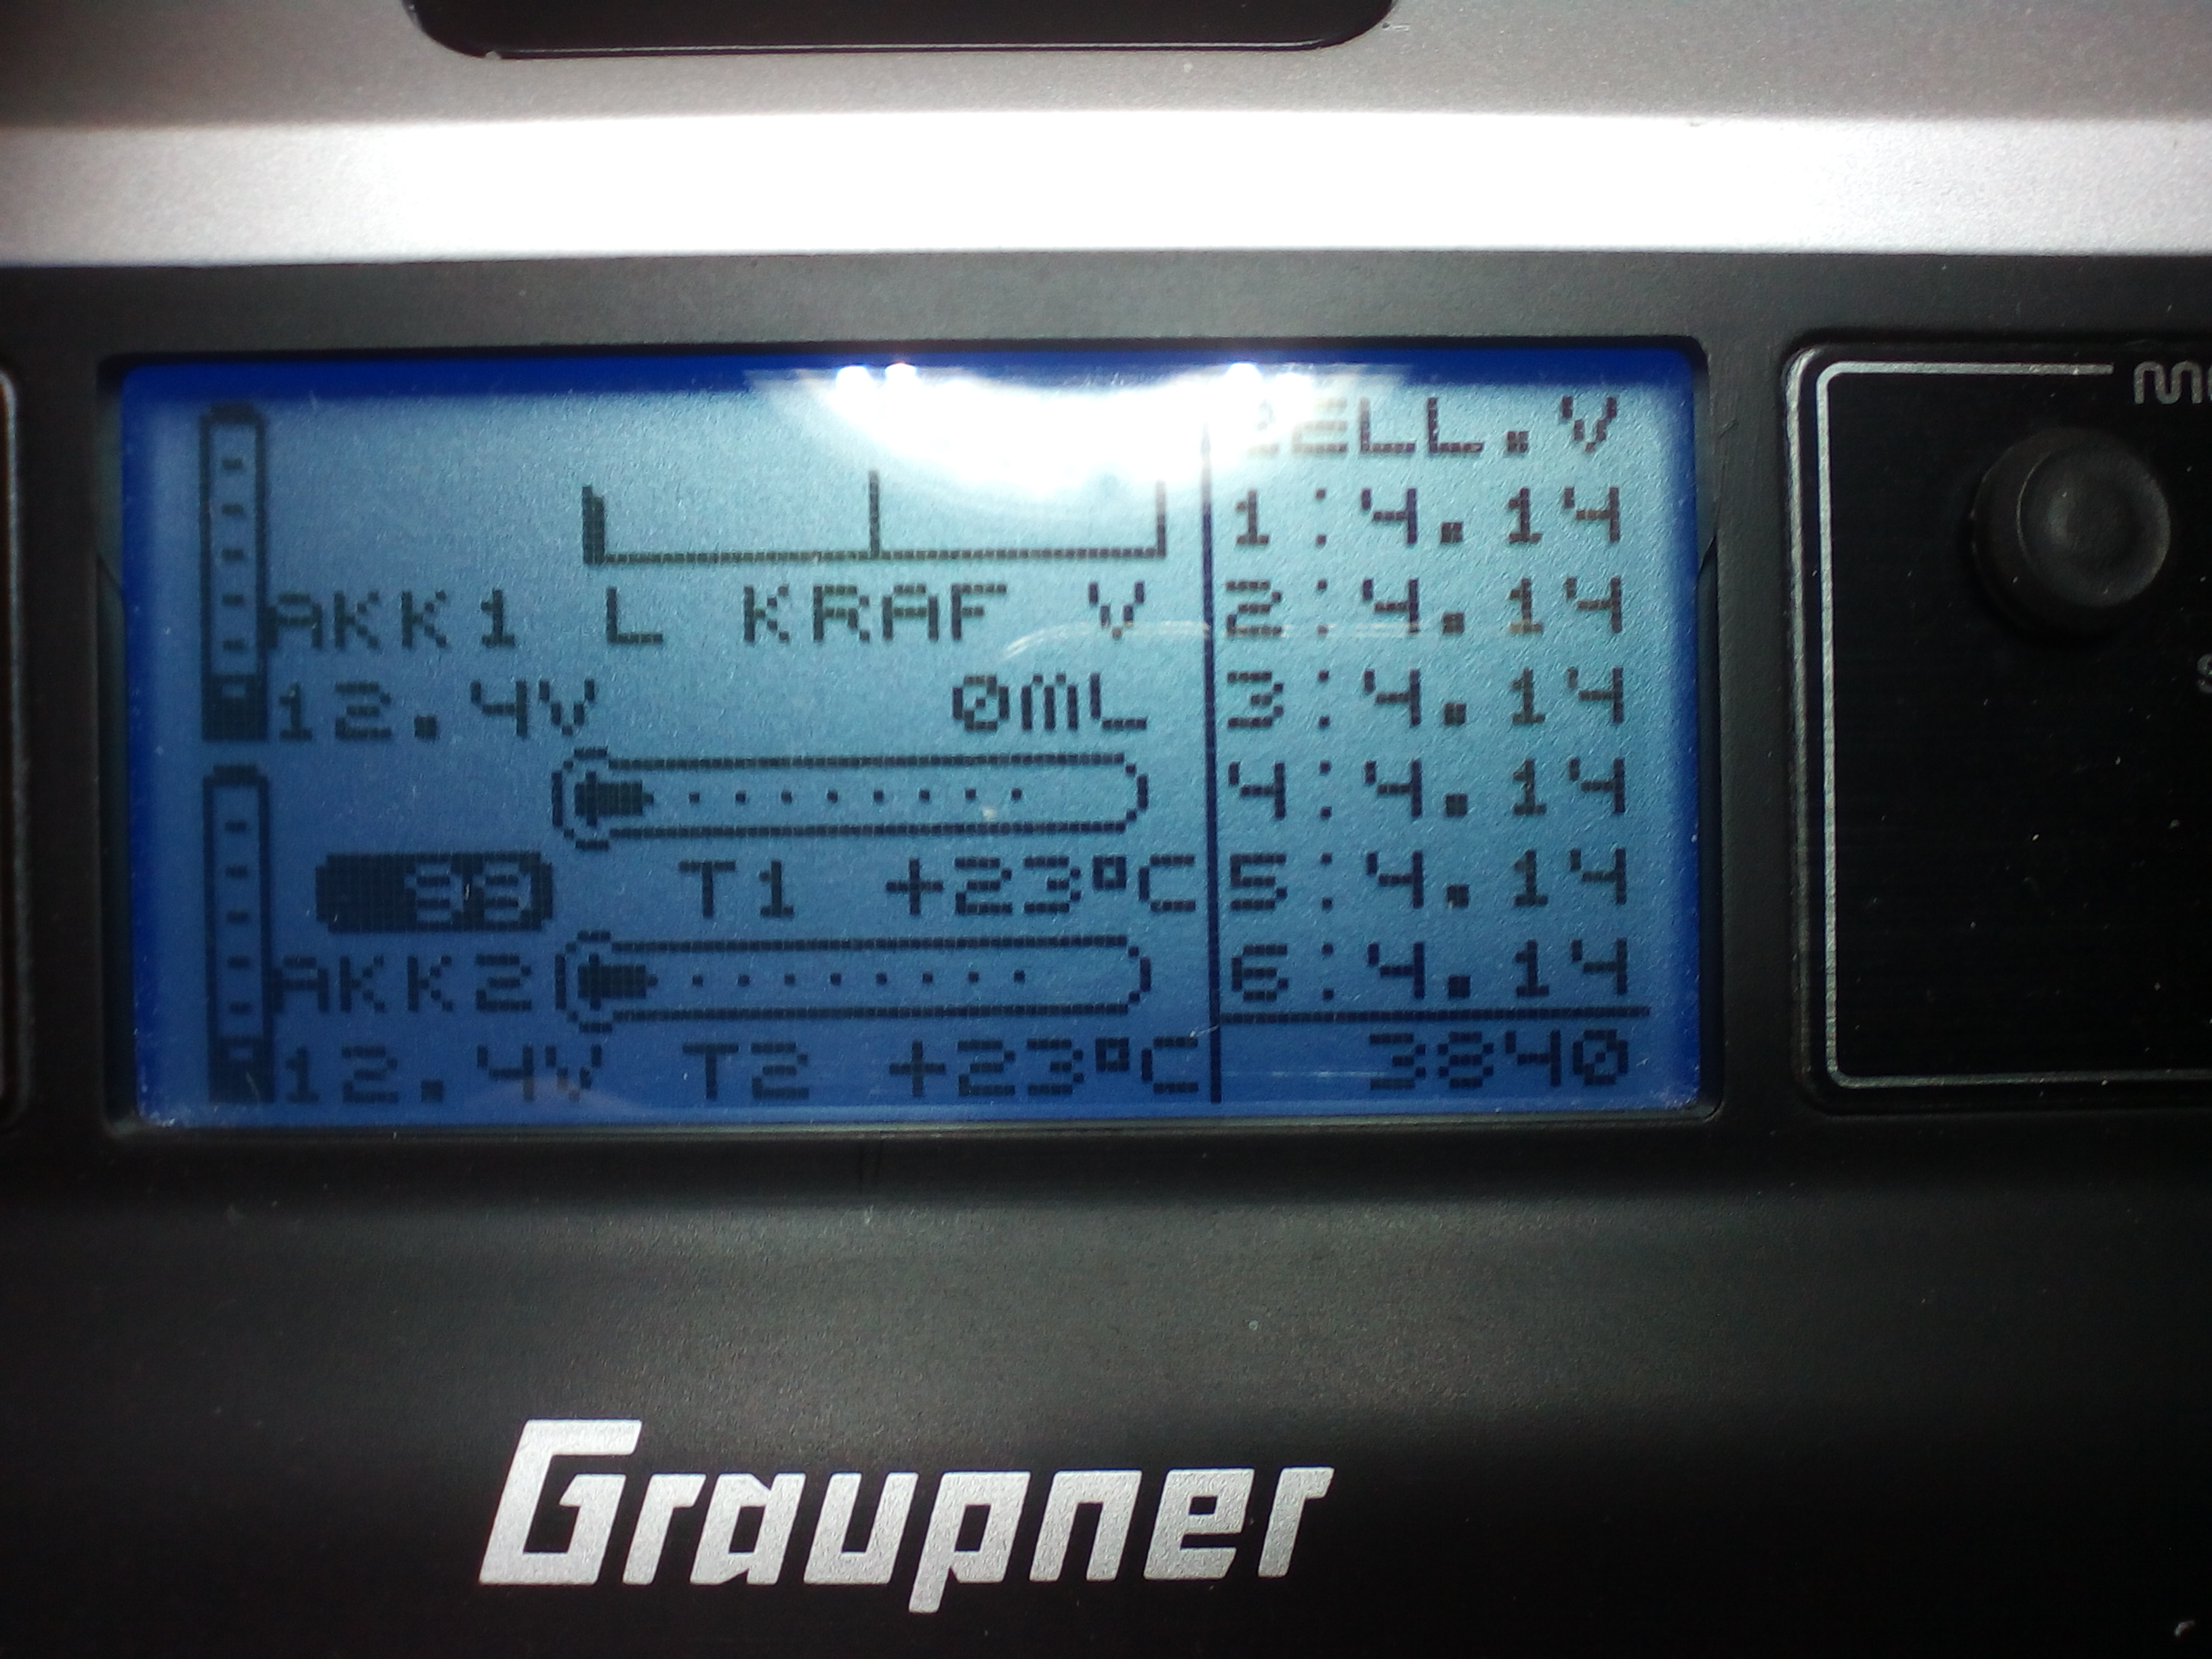 ZELL.V
1:4.14
AKK1 L KRAF V
2:4.14
12.4V 0mL
3:4.14
4:4.14
T1 +23°C
5:4.14
AKK2
6:4.14
12.4V T2 +23°C
3840
Graupner